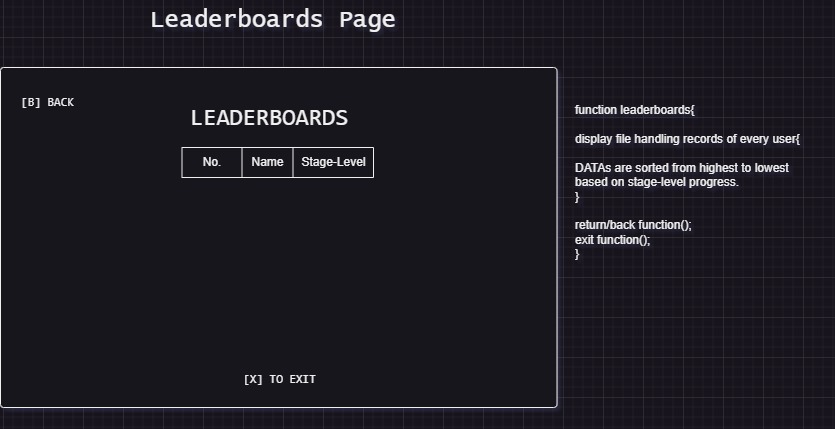 Leaderboards Page
[B] BACK
LEADERBOARDS
No. Name Stage-Level
[X] TO EXIT
function leaderboards{
display file handling records of every user{
DATAs are sorted from highest to lowest
based on stage-level progress.
}
return/back function();
exit function();
}